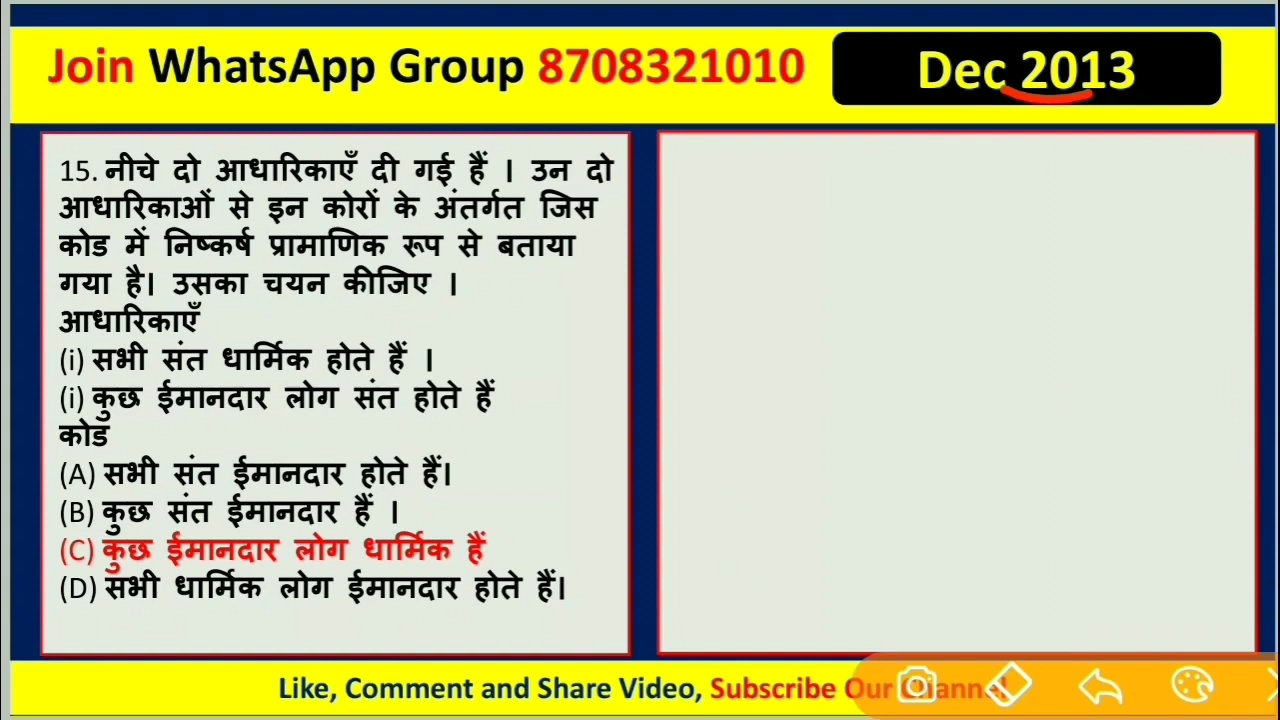 Join WhatsApp Group 8708321010
Dec 2013
15. नीचे दो आधारिकाएँ दी गई हैं । उन दो
आधारिकाओं से इन कोरों के अंतर्गत जिस
कोड में निष्कर्ष प्रामाणिक रूप से बताया
गया है। उसका चयन कीजिए ।
आधारिकाएँ
(i) सभी संत धार्मिक होते हैं ।
(i) कुछ ईमानदार लोग संत होते हैं
कोड
(A) सभी संत ईमानदार होते हैं।
(B) कुछ संत ईमानदार हैं ।
(C) कुछ ईमानदार लोग धार्मिक हैं
(D) सभी धार्मिक लोग ईमानदार होते हैं।
Like, Comment and Share Video, Subscribe Our Channel